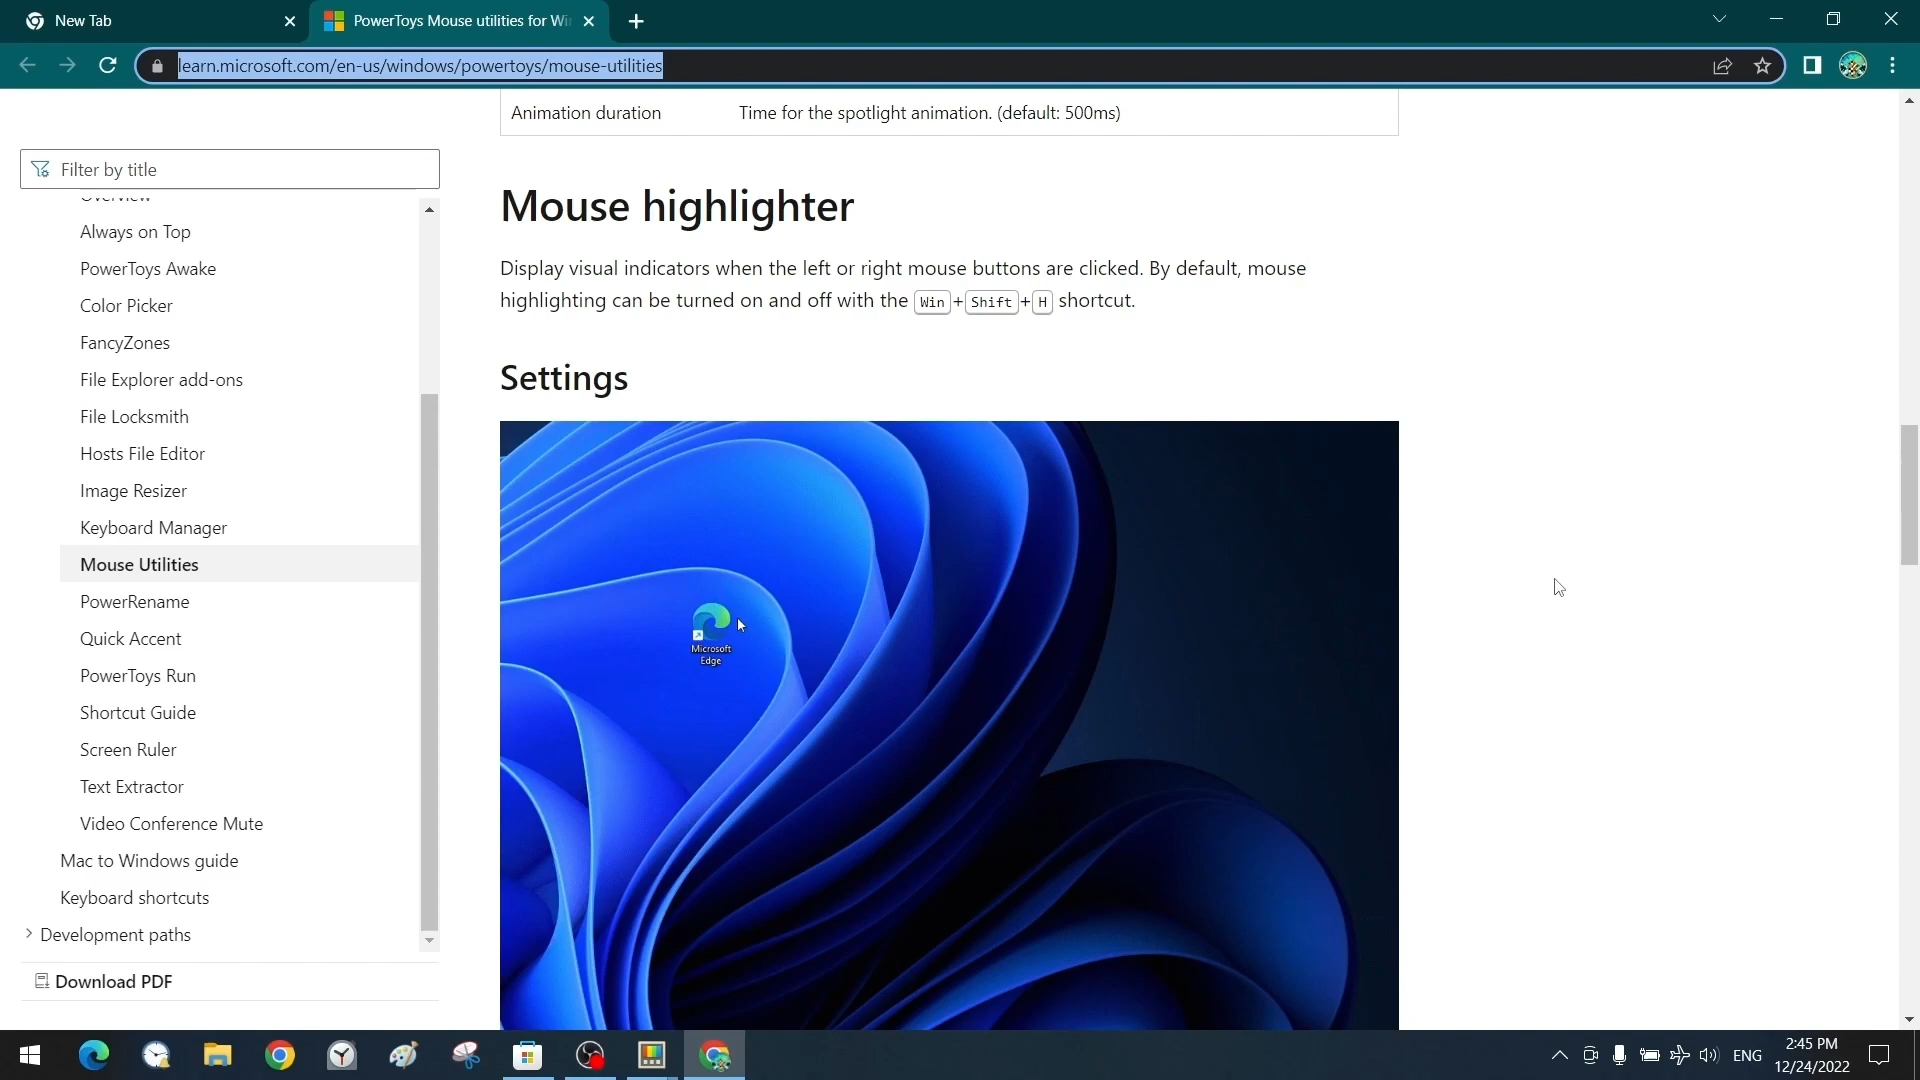 New Tab
PowerToys Mouse utilities for Wi
learn.microsoft.com/en-us/windows/powertoys/mouse-utilities
Animation duration Time for the spotlight animation. (default: 500ms)
Filter by title
Overview
Always on Top
PowerToys Awake
Color Picker
FancyZones
File Explorer add-ons
File Locksmith
Hosts File Editor
Image Resizer
Keyboard Manager
Mouse Utilities
PowerRename
Quick Accent
PowerToys Run
Shortcut Guide
Screen Ruler
Text Extractor
Video Conference Mute
Mac to Windows guide
Keyboard shortcuts
Development paths
Download PDF
Mouse highlighter
Display visual indicators when the left or right mouse buttons are clicked. By default, mouse
highlighting can be turned on and off with the Win+Shift+H shortcut.
Settings
Microsoft
Edge
ENG
2:45 PM
12/24/2022